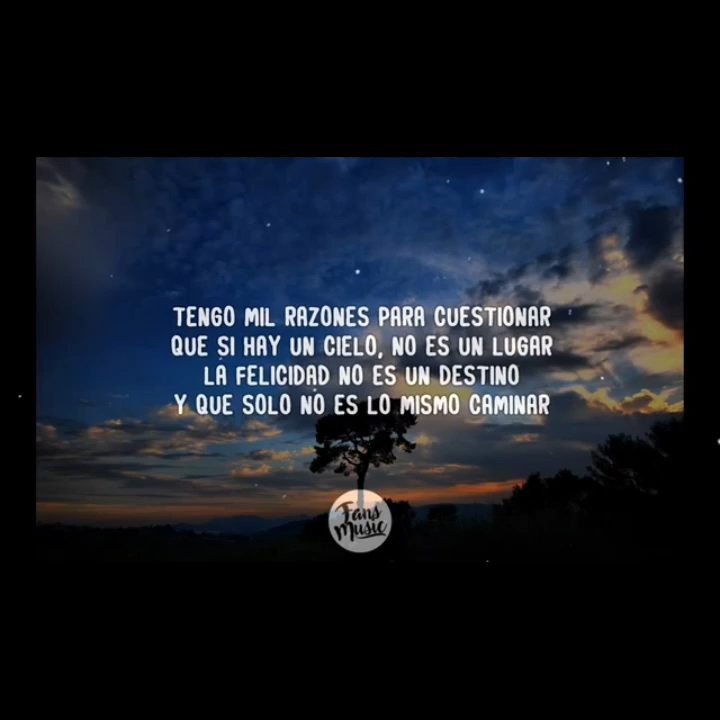 TENGO MIL RAZONES PARA CUESTIONAR
QUE SI HAY UN CIELO, NO ES UN LUGAR
LA FELICIDAD NO ES UN DESTINO
Y QUE SOLO NO ES LO MISMO CAMINAR
Fans
Music